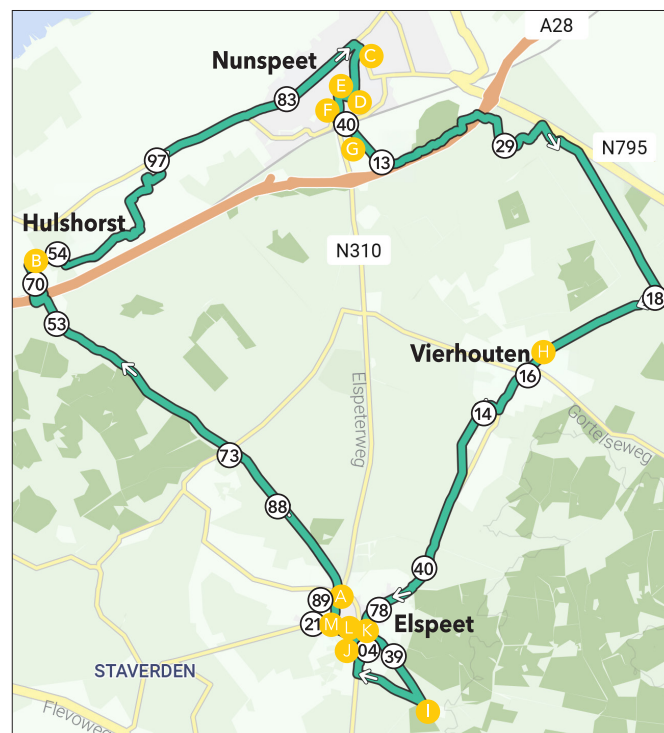 A28
Nunspeet
C
E
83
D
F
40
N795
29
G
13
97
Hulshorst
B
54
N310
70
18
53
Vierhouten
H
16
Elspeterweg
14
Gortelseweg
73
88
40
A
89
78
21
M
L
K
Elspeet
J
04
39
STAVERDEN
I
Flevoweg